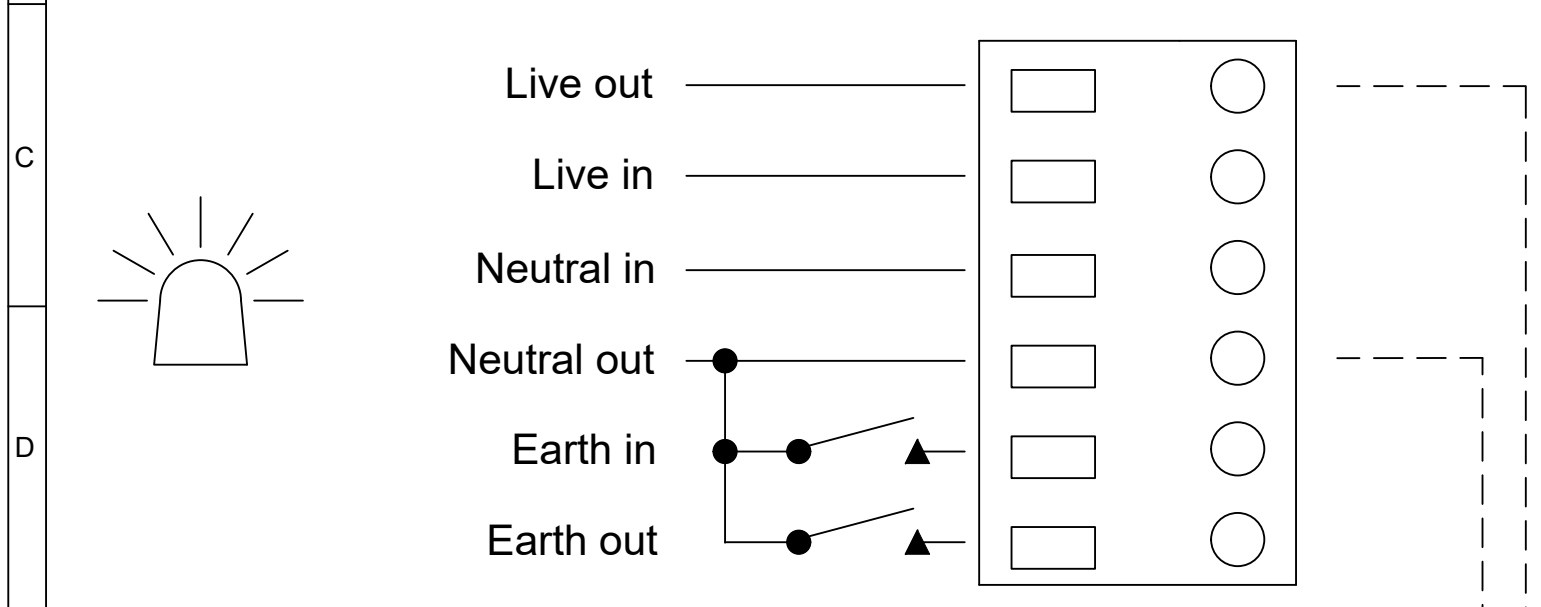 C
D
Live out
Live in
Neutral in
Neutral out
Earth in
Earth out